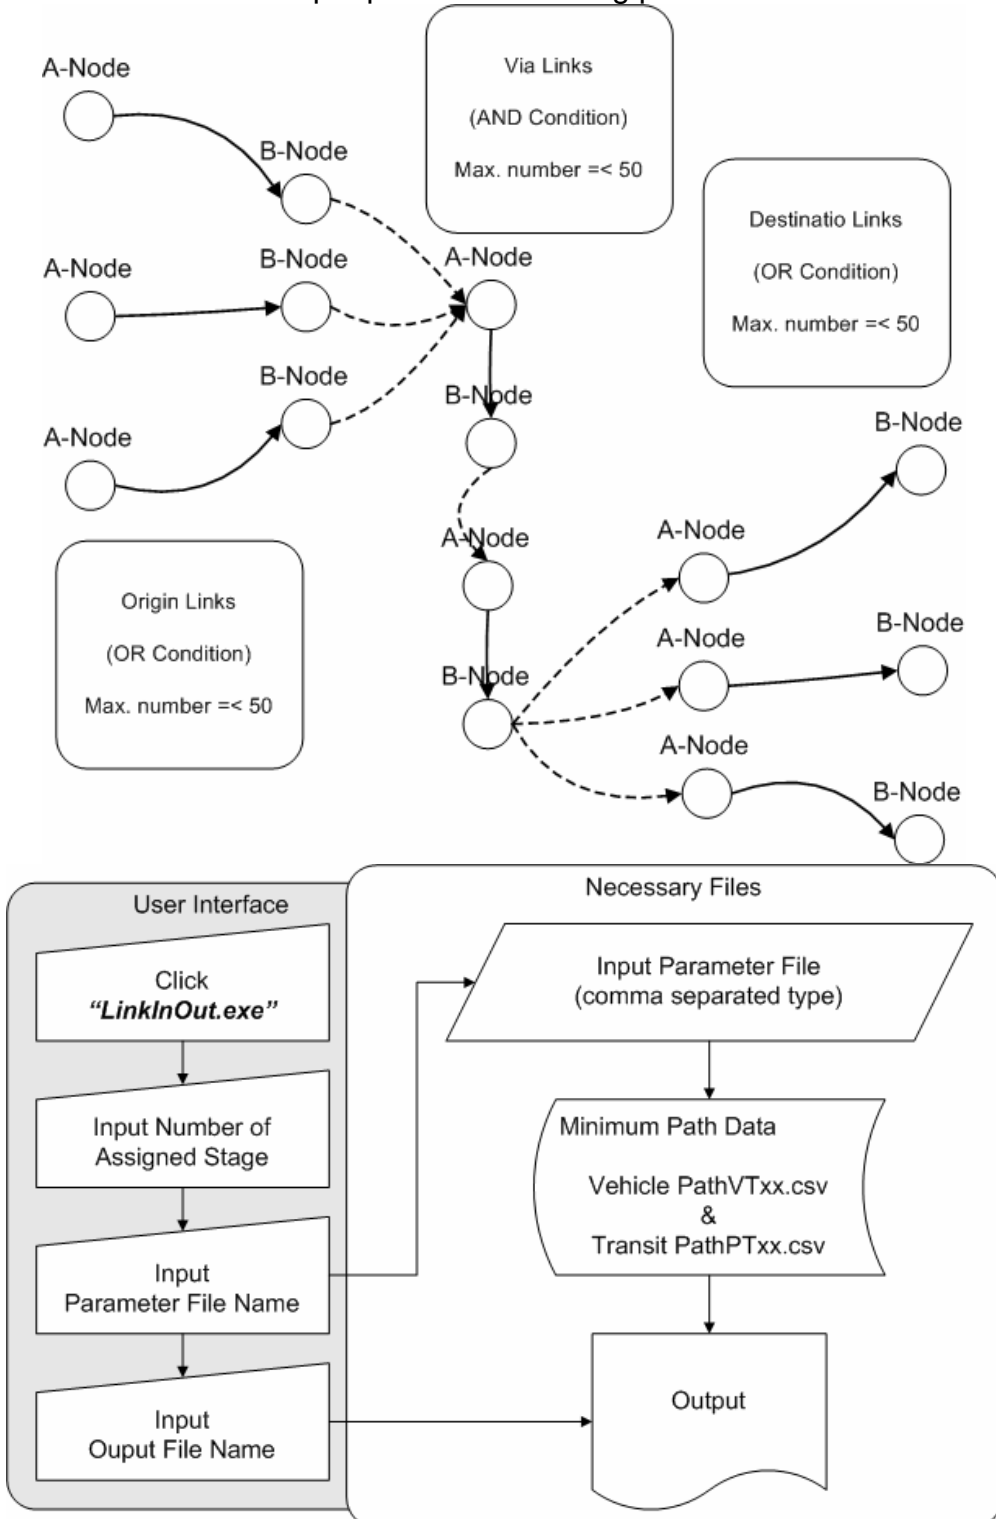 A-Node
Via Links
(AND Condition)
Max. number =< 50
B-Node
Destinatio Links
(OR Condition)
Max. number =< 50
A-Node
B-Node
A-Node
B-Node
B-Node
A-Node
B-Node
A-Node
A-Node
Origin Links
(OR Condition)
Max. number =< 50
A-Node
B-Node
B-Node
A-Node
B-Node
User Interface
Necessary Files
Click
“LinkInOut.exe”
Input Parameter File
(comma separated type)
Input Number of
Assigned Stage
Minimum Path Data
Vehicle PathVTxx.csv
&
Transit PathPTxx.csv
Input
Parameter File Name
Input
Ouput File Name
Output